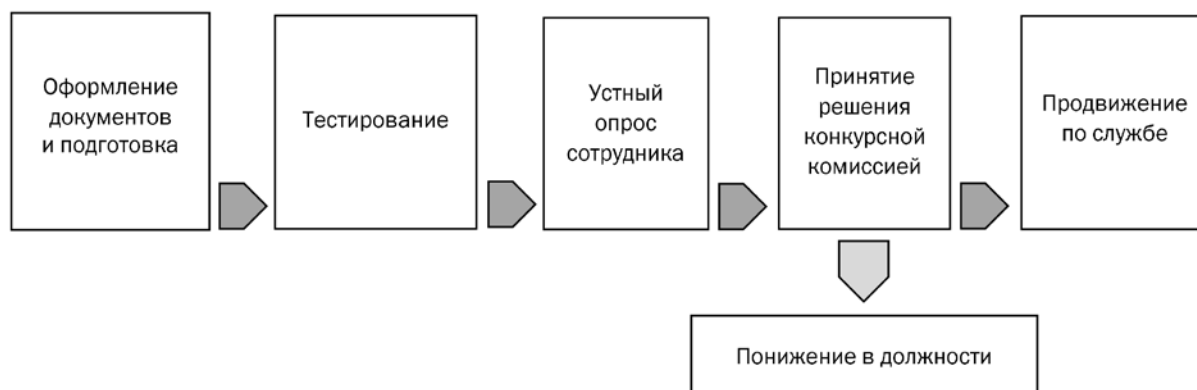 Оформление
документов
и подготовка
Тестирование
Устный
опрос
сотрудника
Принятие
решения
конкурсной
комиссией
Продвижение
по службе
Понижение в должности